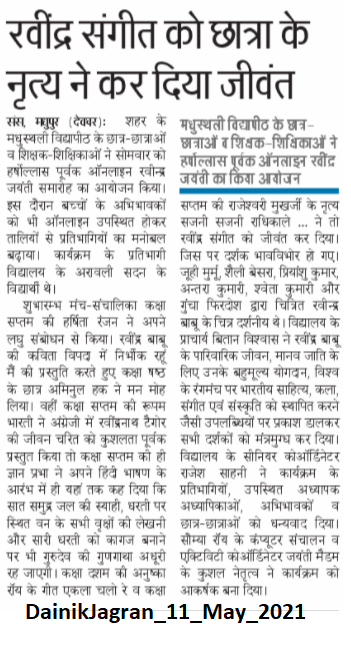 रवींद्र संगीत को छात्रा के
नृत्य ने कर दिया जीवंत
संस, मधुपुर (देवघर): शहर के
मधुस्थली विद्यापीठ के छात्र-छात्राओं
व शिक्षक-शिक्षिकाओं ने सोमवार को
हर्षोल्लास पूर्वक ऑनलाइन रवीन्द्र
जयंती समारोह का आयोजन किया।
इस दौरान बच्चों के अभिभावकों
को भी ऑनलाइन उपस्थित होकर
तालियों से प्रतिभागियों का मनोबल
बढ़ाया। कार्यक्रम के प्रतिभागी
विद्यालय के अरावली सदन के
विद्यार्थी थे।
शुभारम्भ मंच-संचालिका कक्षा
सप्तम की हर्षिता रंजन ने अपने
लघु संबोधन से किया। रवींद्र बाबू
की कविता विपदा में निर्भीक रहूँ
मैं की प्रस्तुति करते हुए कक्षा षष्ठ
के छात्र अमिनुल हक ने मन मोह
लिया। वहीं कक्षा सप्तम की रूपम
भारती ने अंग्रेजी में रवींद्रनाथ टैगोर
की जीवन चरित को कुशलता पूर्वक
प्रस्तुत किया तो कक्षा सप्तम की ही
ज्ञान प्रभा ने अपने हिंदी भाषण के
आरंभ में ही यहां तक कह दिया कि
सात समुद्र जल की स्याही, धरती पर
स्थित वन के सभी वृक्षों की लेखनी
और सारी धरती को कागज बनाने
पर भी गुरुदेव की गुणगाथा अधूरी
रह जाएगी। कक्षा दशम की अनुष्का
रॉय के गीत एकला चलो रे व कक्षा
मधुस्थली विद्यापीठ के छात्र-
छात्राओं व शिक्षक-शिक्षिकाओं ने
हर्षोल्लास पूर्वक ऑनलाइन रवींद्र
जयंती का किया आयोजन
सप्तम की राजेश्वरी मुखर्जी के नृत्य
सजनी सजनी राधिकाले ... ने तो
रवींद्र संगीत को जीवंत कर दिया।
जिस पर दर्शक भावविभोर हो गए।
जूही मुर्मू, शैली बेसरा, प्रियांशु कुमार,
अन्तरा कुमारी, श्वेता कुमारी और
गुंचा फिरदोश द्वारा चित्रित रवीन्द्र
बाबू के चित्र दर्शनीय थे। विद्यालय के
प्राचार्य बितान विश्वास ने रवींद्र बाबू
के पारिवारिक जीवन, मानव जाति के
लिए उनके बहुमूल्य योगदान, विश्व
के रंगमंच पर भारतीय साहित्य, कला,
संगीत एवं संस्कृति को स्थापित करने
जैसी उपलब्धियों पर प्रकाश डालकर
सभी दर्शकों को मंत्रमुग्ध कर दिया।
विद्यालय के सीनियर कोऑर्डिनेटर
राजेश साहनी ने कार्यक्रम के
प्रतिभागियों, उपस्थित अध्यापक
अध्यापिकाओं, अभिभावकों व
छात्र-छात्राओं को धन्यवाद दिया।
सौम्या रॉय के कंप्यूटर संचालन व
एक्टिविटी कोऑर्डिनेटर जयंती मैडम
के कुशल नेतृत्व ने कार्यक्रम को
आकर्षक बना दिया।
DainikJagran_11_May_2021